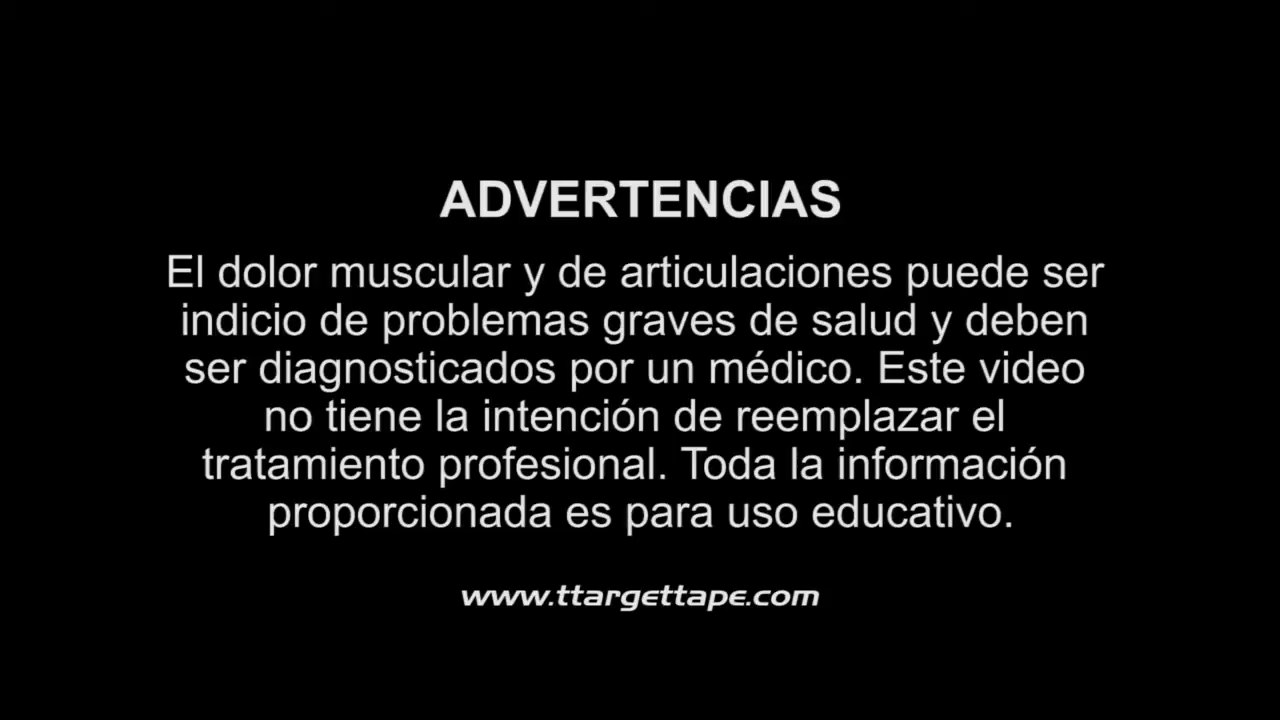 ADVERTENCIAS
El dolor muscular y de articulaciones puede ser
indicio de problemas graves de salud y deben
ser diagnosticados por un médico. Este video
no tiene la intención de reemplazar el
tratamiento profesional. Toda la información
proporcionada es para uso educativo.
www.ttargettape.com